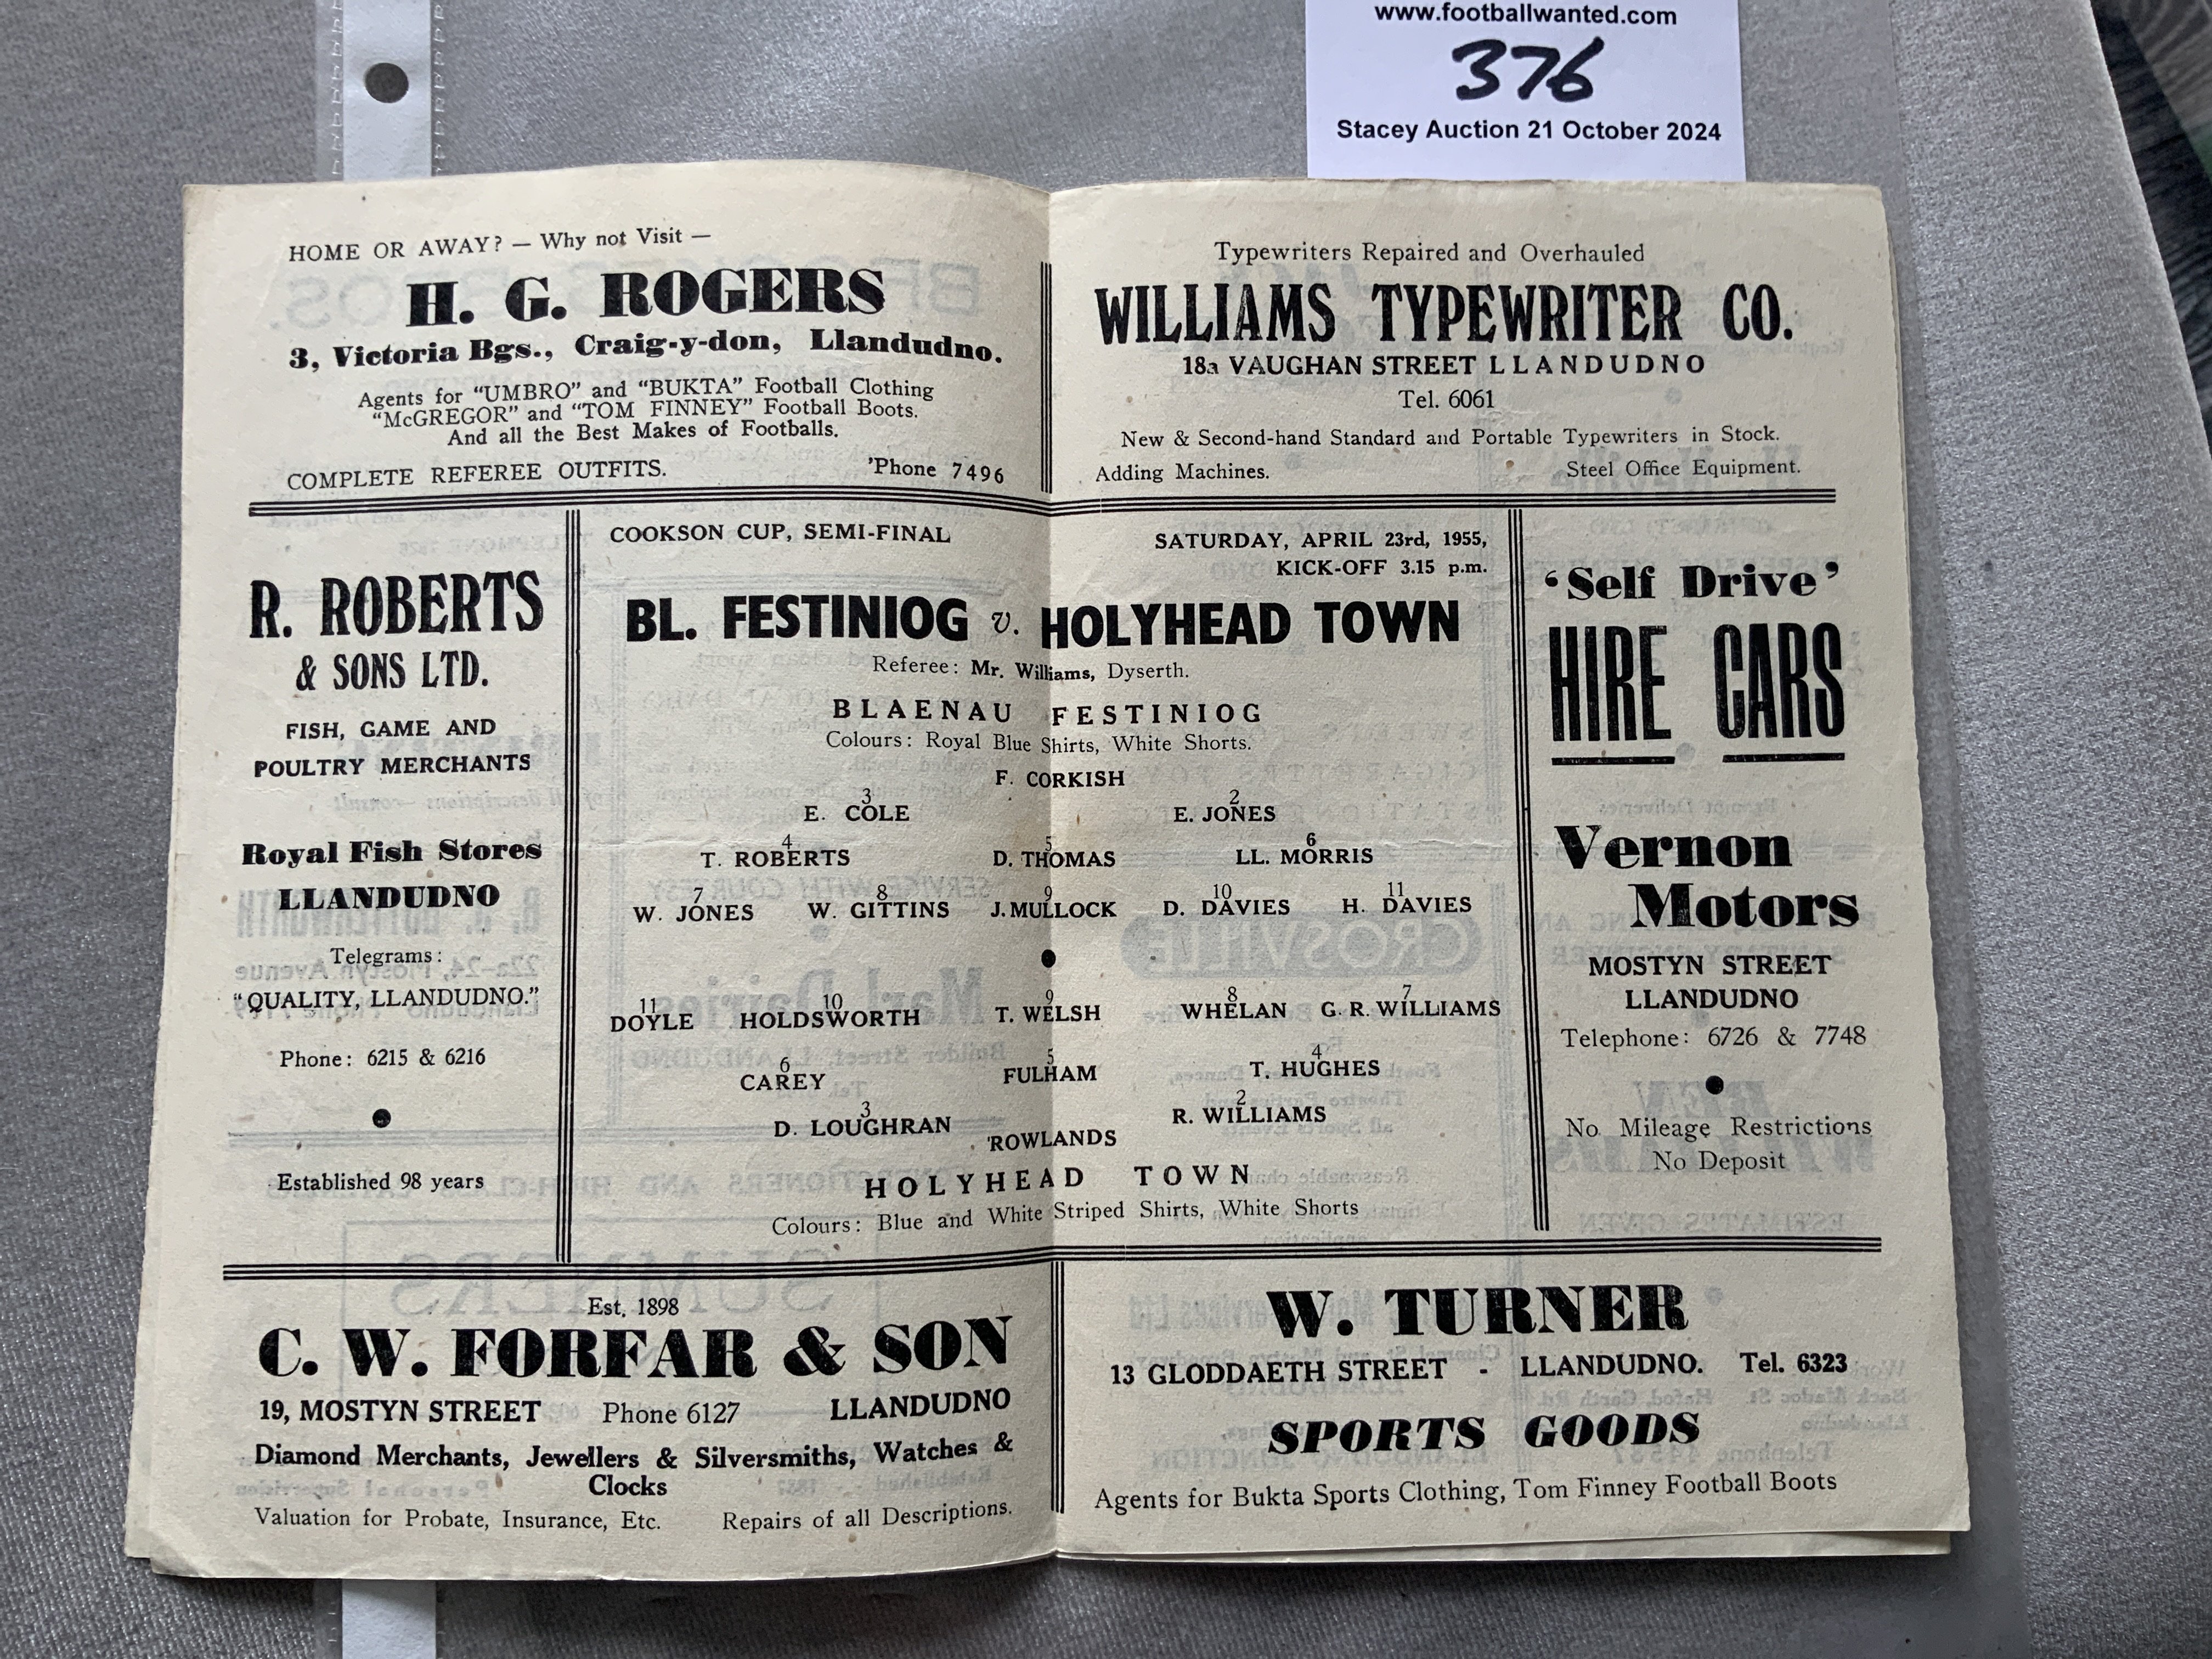 www.footballwanted.com
376
Stacey Auction 21 October 2024
HOME OR AWAY? — Why not Visit —
H. G. ROGERS
3, Victoria Bgs., Craig-y-don, Llandudno.
Agents for "UMBRO" and "BUKTA" Football Clothing
"McGREGOR" and "TOM FINNEY" Football Boots.
And all the Best Makes of Footballs.
COMPLETE REFEREE OUTFITS. 'Phone 7496
Typewriters Repaired and Overhauled
WILLIAMS TYPEWRITER CO.
18a VAUGHAN STREET LLANDUDNO
Tel. 6061
New & Second-hand Standard and Portable Typewriters in Stock.
Adding Machines. Steel Office Equipment.
R. ROBERTS
& SONS LTD.
FISH, GAME AND
POULTRY MERCHANTS
Royal Fish Stores
LLANDUDNO
Telegrams:
"QUALITY, LLANDUDNO."
Phone: 6215 & 6216
Established 98 years
COOKSON CUP, SEMI-FINAL
SATURDAY, APRIL 23rd, 1955,
KICK-OFF 3.15 p.m.
BL. FESTINIOG v. HOLYHEAD TOWN
Referee: Mr. Williams, Dyserth.
BLAENAU FESTINIOG
Colours: Royal Blue Shirts, White Shorts.
F. CORKISH
3 2
E. COLE E. JONES
4 5 6
T. ROBERTS D. THOMAS LL. MORRIS
7 8 9 10 11
W. JONES W. GITTINS J. MULLOCK D. DAVIES H. DAVIES
11 10 9 8 7
DOYLE HOLDSWORTH T. WELSH WHELAN G. R. WILLIAMS
6 5 4
CAREY FULHAM T. HUGHES
3 2
D. LOUGHRAN R. WILLIAMS
'ROWLANDS
HOLYHEAD TOWN
Colours: Blue and White Striped Shirts, White Shorts
'Self Drive'
HIRE CARS
Vernon
Motors
MOSTYN STREET
LLANDUDNO
Telephone: 6726 & 7748
No Mileage Restrictions
No Deposit
Est. 1898
C. W. FORFAR & SON
19, MOSTYN STREET Phone 6127 LLANDUDNO
Diamond Merchants, Jewellers & Silversmiths, Watches &
Clocks
Valuation for Probate, Insurance, Etc. Repairs of all Descriptions.
W. TURNER
13 GLODDAETH STREET - LLANDUDNO. Tel. 6323
SPORTS GOODS
Agents for Bukta Sports Clothing, Tom Finney Football Boots